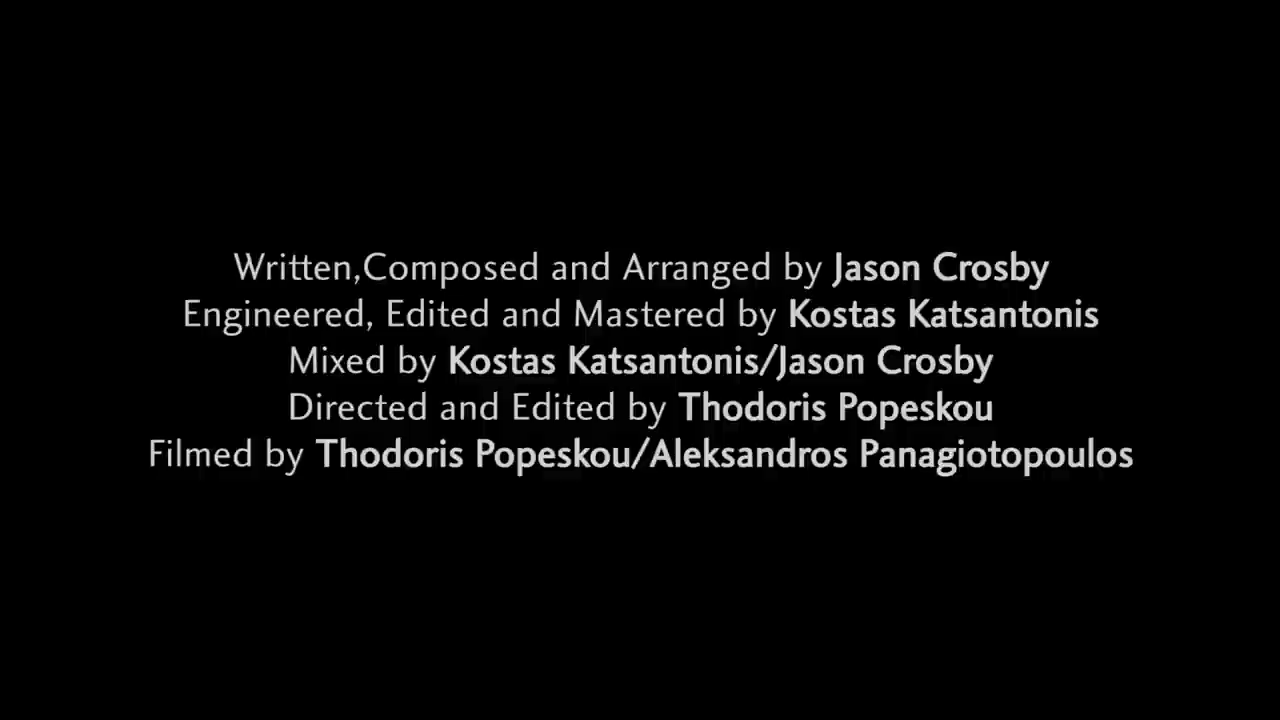 Written,Composed and Arranged by Jason Crosby
Engineered, Edited and Mastered by Kostas Katsantonis
Mixed by Kostas Katsantonis/Jason Crosby
Directed and Edited by Thodoris Popeskou
Filmed by Thodoris Popeskou/Aleksandros Panagiotopoulos